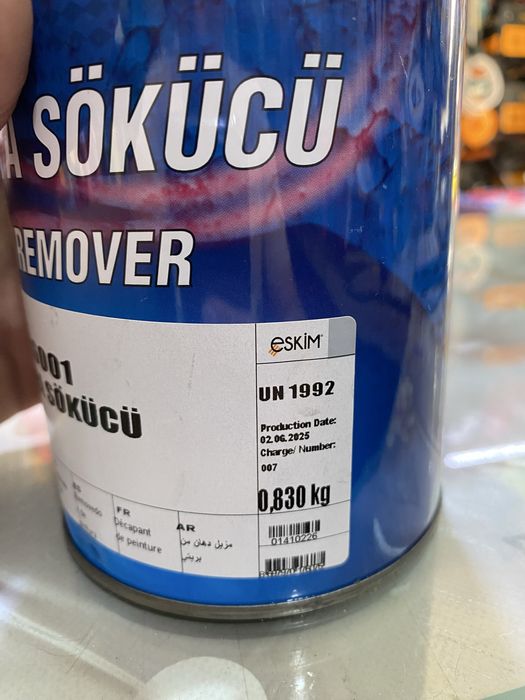 A SÖKÜCÜ
REMOVER
001
SÖKÜCÜ
eskim
UN 1992
Production Date:
02.06.2025
Charge/ Number:
007
0,830 kg
01410226
FR
Décapant
de peinture
AR
مزيل دهان من